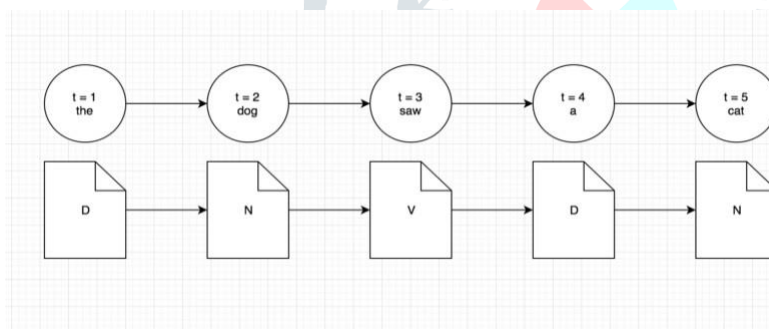 t = 1
the
t = 2
dog
t = 3
saw
t = 4
a
t = 5
cat
D
N
V
D
N